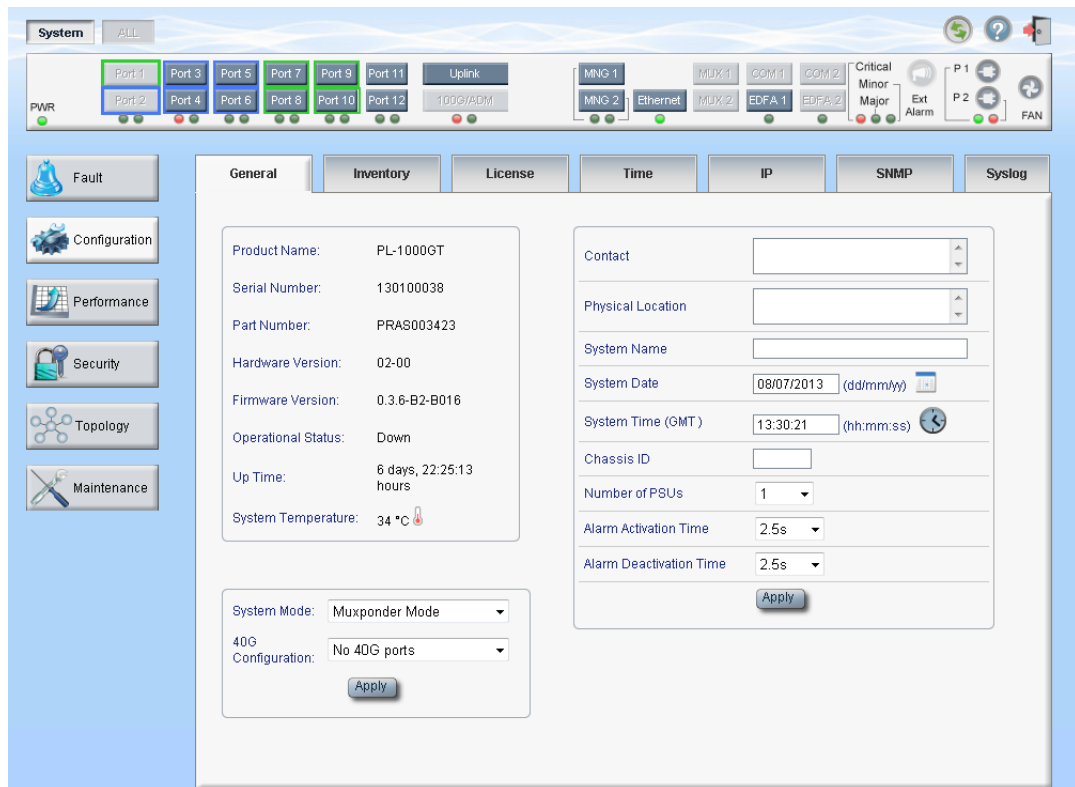 System ALL
Port 1 Port 3 Port 5 Port 7 Port 9 Port 11 Uplink MNG 1 MUX 1 COM 1 COM 2 Critical P 1
Minor
PWR Port 2 Port 4 Port 6 Port 8 Port 10 Port 12 100G/ADM MNG 2 Ethernet MUX 2 EDFA 1 EDFA 2 Major Ext P 2
Alarm FAN
Fault
Configuration
Performance
Security
Topology
Maintenance
General Inventory License Time IP SNMP Syslog
Product Name: PL-1000GT
Serial Number: 130100038
Part Number: PRAS003423
Hardware Version: 02-00
Firmware Version: 0.3.6-B2-B016
Operational Status: Down
Up Time: 6 days, 22:25:13
hours
System Temperature: 34 °C
System Mode: Muxponder Mode
40G
Configuration: No 40G ports
Apply
Contact
Physical Location
System Name
System Date 08/07/2013 (dd/mm/yy)
System Time (GMT) 13:30:21 (hh:mm:ss)
Chassis ID
Number of PSUs 1
Alarm Activation Time 2.5s
Alarm Deactivation Time 2.5s
Apply